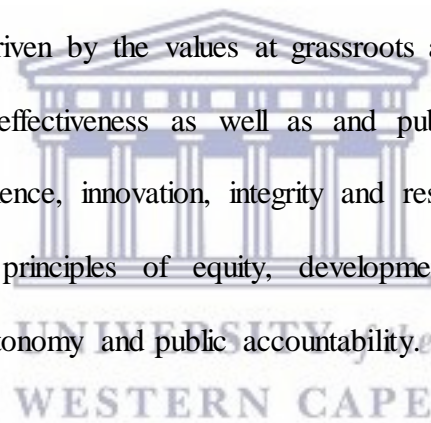 riven by the values at grassroots
effectiveness as well as and pub
ence, innovation, integrity and res
principles of equity, developme
tonomy and public accountability.
UNIVERSITY of the
WESTERN CAPE